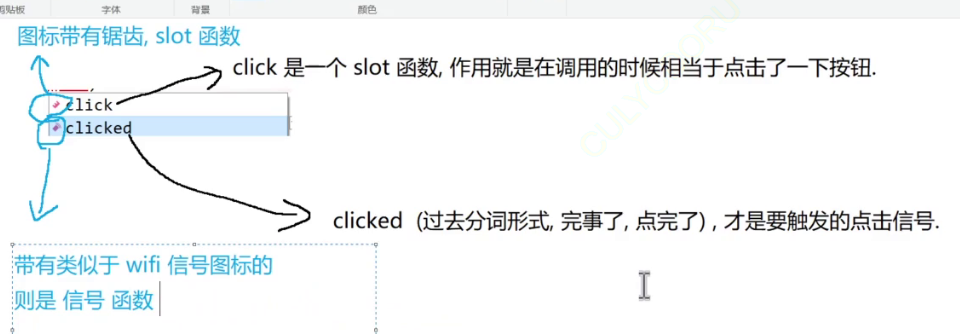 剪贴板 字体 背景 颜色
图标带有锯齿, slot 函数
click 是一个 slot 函数, 作用就是在调用的时候相当于点击了一下按钮.
click
clicked
clicked (过去分词形式, 完事了, 点完了) , 才是要触发的点击信号.
带有类似于 wifi 信号图标的
则是 信号 函数